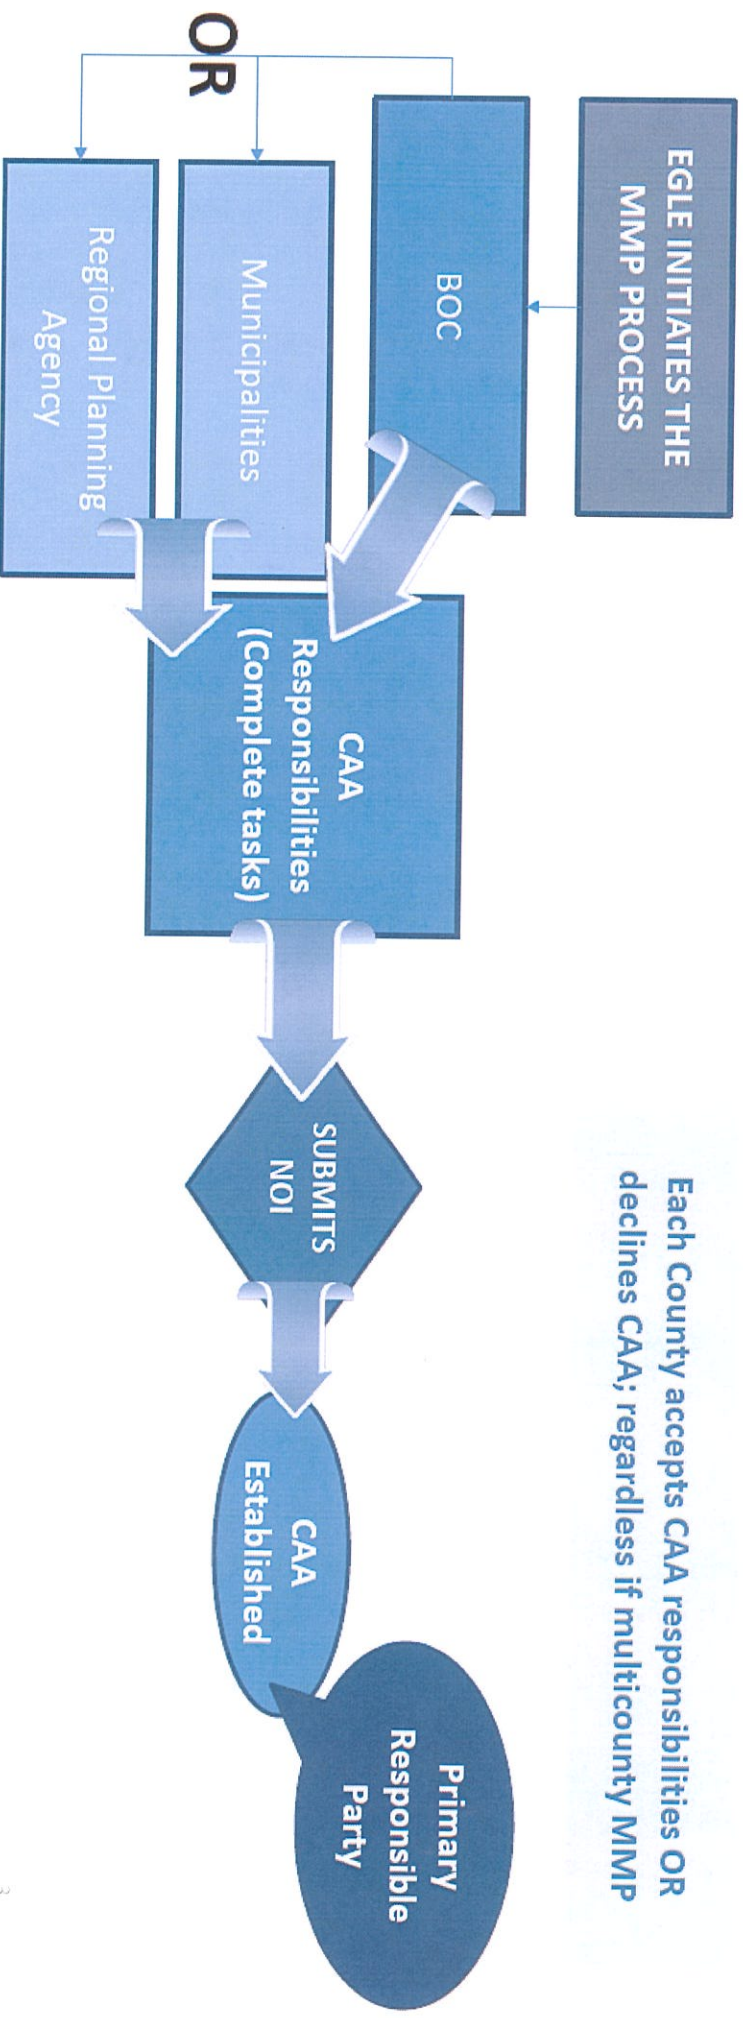 EGLE INITIATES THE
MMP PROCESS
Each County accepts CAA responsibilities OR
declines CAA; regardless if multicounty MMP
BOC
OR
Municipalities
Regional Planning
Agency
CAA
Responsibilities
(Complete tasks)
SUBMITS
NOI
CAA
Established
Primary
Responsible
Party